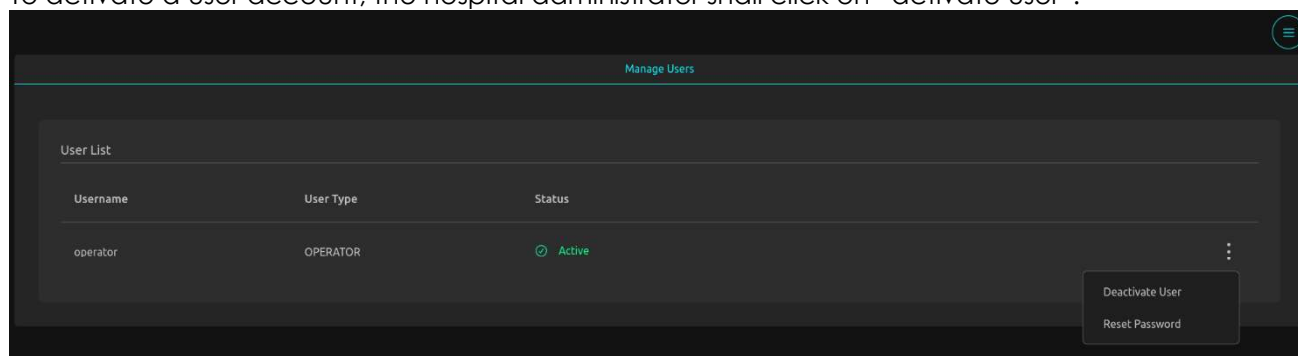 To activate a user account, the hospital administrator shall click on "activate user".
Manage Users
User List
Username User Type Status
operator OPERATOR Active
Deactivate User
Reset Password